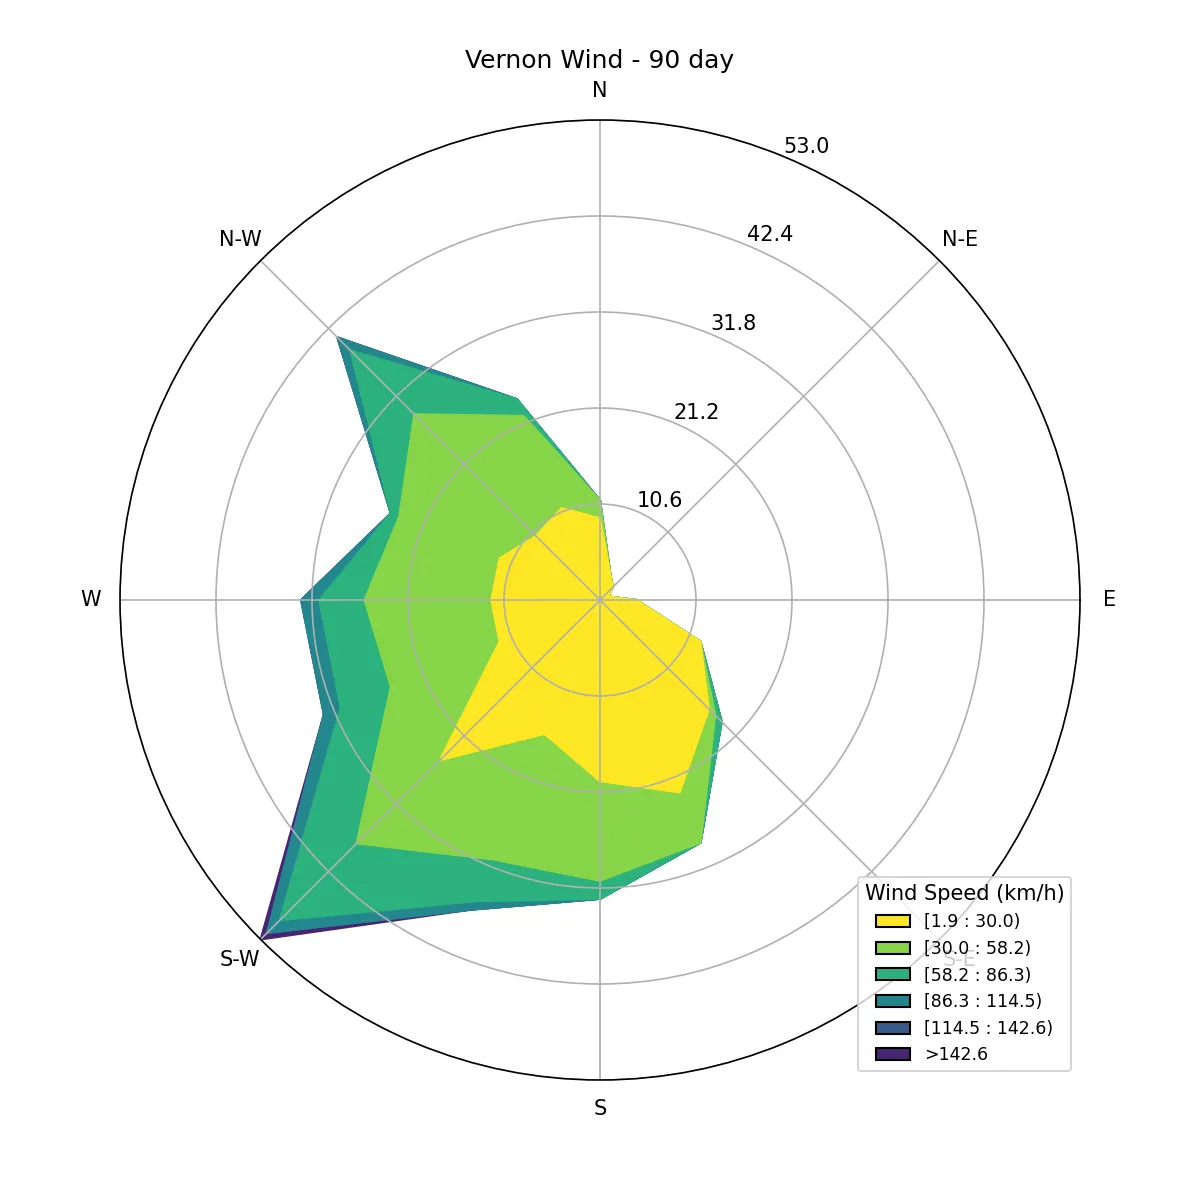 Vernon Wind - 90 day
N
53.0
N-W
42.4
N-E
31.8
21.2
10.6
W
E
Wind Speed (km/h)
[1.9 : 30.0)
[30.0 : 58.2)
S-W
S-E
[58.2 : 86.3)
[86.3 : 114.5)
[114.5 : 142.6)
>142.6
S